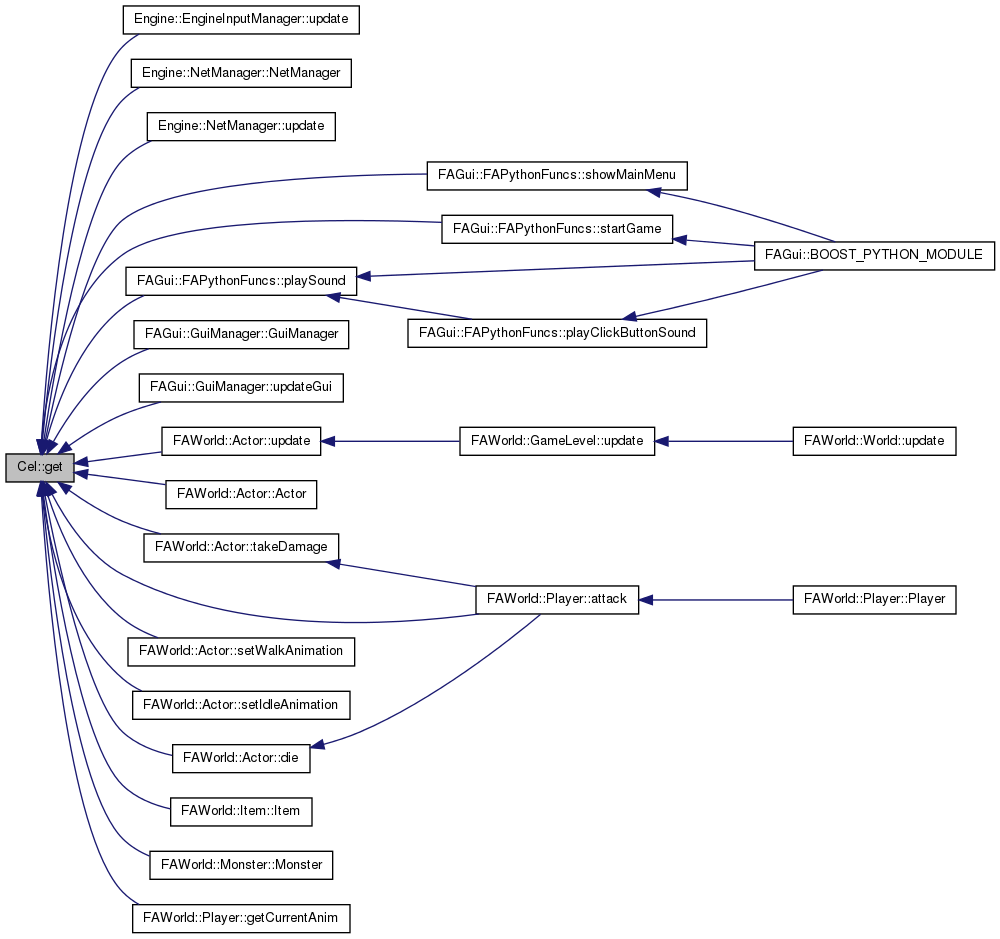 Engine::EngineInputManager::update
Engine::NetManager::NetManager
Engine::NetManager::update
FAGui::FAPythonFuncs::showMainMenu
FAGui::FAPythonFuncs::startGame
FAGui::BOOST_PYTHON_MODULE
FAGui::FAPythonFuncs::playSound
FAGui::FAPythonFuncs::playClickButtonSound
FAGui::GuiManager::GuiManager
FAGui::GuiManager::updateGui
FAWorld::Actor::update
FAWorld::GameLevel::update
FAWorld::World::update
Cel::get
FAWorld::Actor::Actor
FAWorld::Actor::takeDamage
FAWorld::Player::attack
FAWorld::Player::Player
FAWorld::Actor::setWalkAnimation
FAWorld::Actor::setIdleAnimation
FAWorld::Actor::die
FAWorld::Item::Item
FAWorld::Monster::Monster
FAWorld::Player::getCurrentAnim